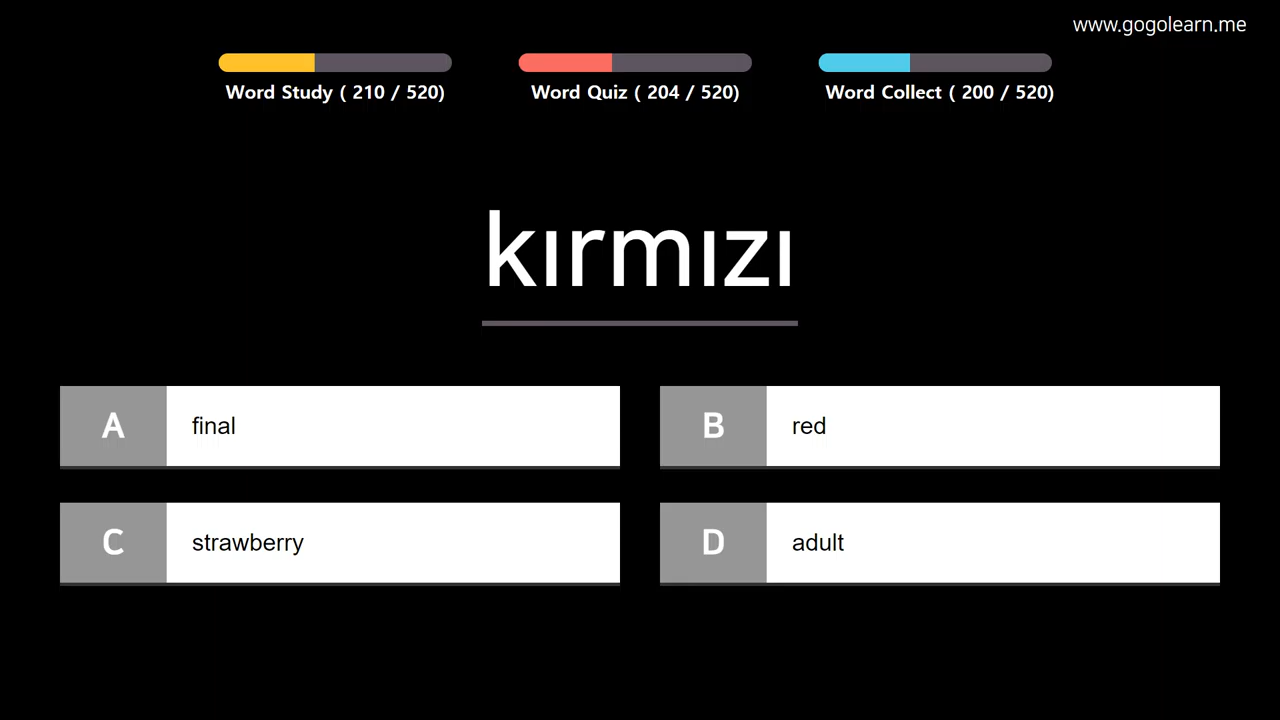 www.gogolearn.me
Word Study ( 210 / 520)
Word Quiz ( 204 / 520)
Word Collect ( 200 / 520)
kırmızı
A final
B red
C strawberry
D adult